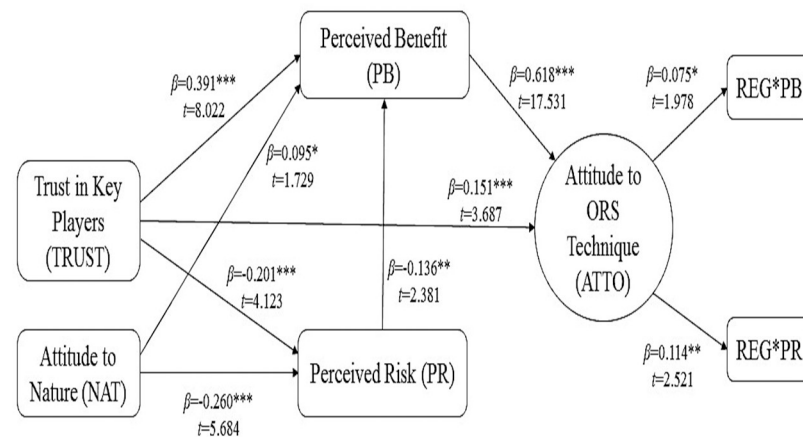 Perceived Benefit
(PB)
β=0.391***
t=8.022
β=0.618***
t=17.531
β=0.075*
t=1.978
REG*PB
β=0.095*
t=1.729
Trust in Key
Players
(TRUST)
β=0.151***
t=3.687
Attitude to
ORS
Technique
(ATTO)
β=-0.201***
t=4.123
β=-0.136**
t=2.381
Attitude to
Nature (NAT)
Perceived Risk (PR)
β=0.114**
t=2.521
REG*PR
β=-0.260***
t=5.684